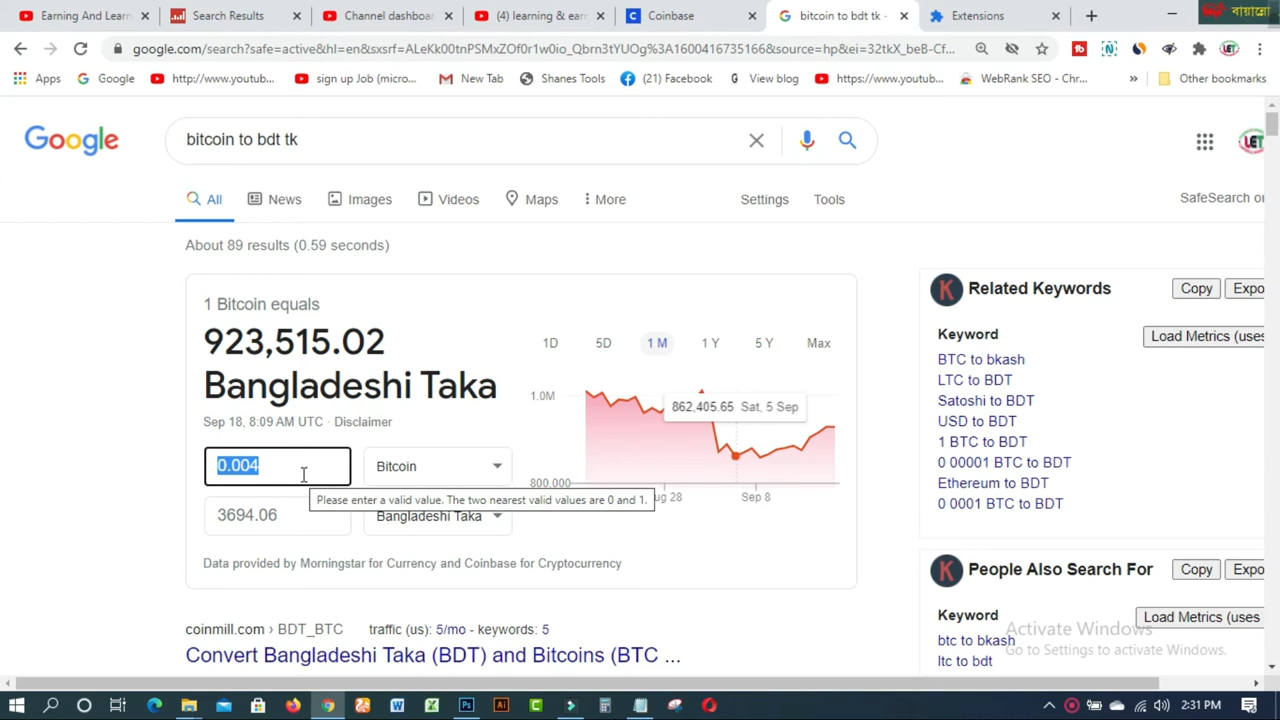 Earning And Learn
Search Results
Channel dashboa
(4) learning & earn
Coinbase
bitcoin to bdt tk -
Extensions
বায়ান্নো
google.com/search?safe=active&hl=en&sxsrf=ALeKk00tnPSMxZOf0r1w0io_Qbrn3tYUOg%3A1600416735166&source=hp&ei=32tkX_beB-Cf...
Apps
Google
http://www.youtub...
sign up Job (micro...
New Tab
Shanes Tools
(21) Facebook
View blog
https://www.youtub...
WebRank SEO - Chr...
»
Other bookmarks
Google
bitcoin to bdt tk
LET
All
News
Images
Videos
Maps
More
Settings
Tools
SafeSearch or
About 89 results (0.59 seconds)
1 Bitcoin equals
923,515.02
Bangladeshi Taka
Sep 18, 8:09 AM UTC · Disclaimer
0.004
Bitcoin
Please enter a valid value. The two nearest valid values are 0 and 1.
3694.06
Bangladeshi Taka
1D
5D
1 M
1 Y
5 Y
Max
1.0M
862,405.65 Sat, 5 Sep
800,000
ug 28
Sep 8
Data provided by Morningstar for Currency and Coinbase for Cryptocurrency
coinmill.com › BDT_BTC traffic (us): 5/mo - keywords: 5
Convert Bangladeshi Taka (BDT) and Bitcoins (BTC ...
K
Related Keywords
Copy
Expo
Keyword
Load Metrics (uses
BTC to bkash
LTC to BDT
Satoshi to BDT
USD to BDT
1 BTC to BDT
0 00001 BTC to BDT
Ethereum to BDT
0 0001 BTC to BDT
K
People Also Search For
Copy
Expo
Keyword
Load Metrics (uses
btc to bkash
ltc to bdt
Activate Windows
Go to Settings to activate Windows.
2:31 PM